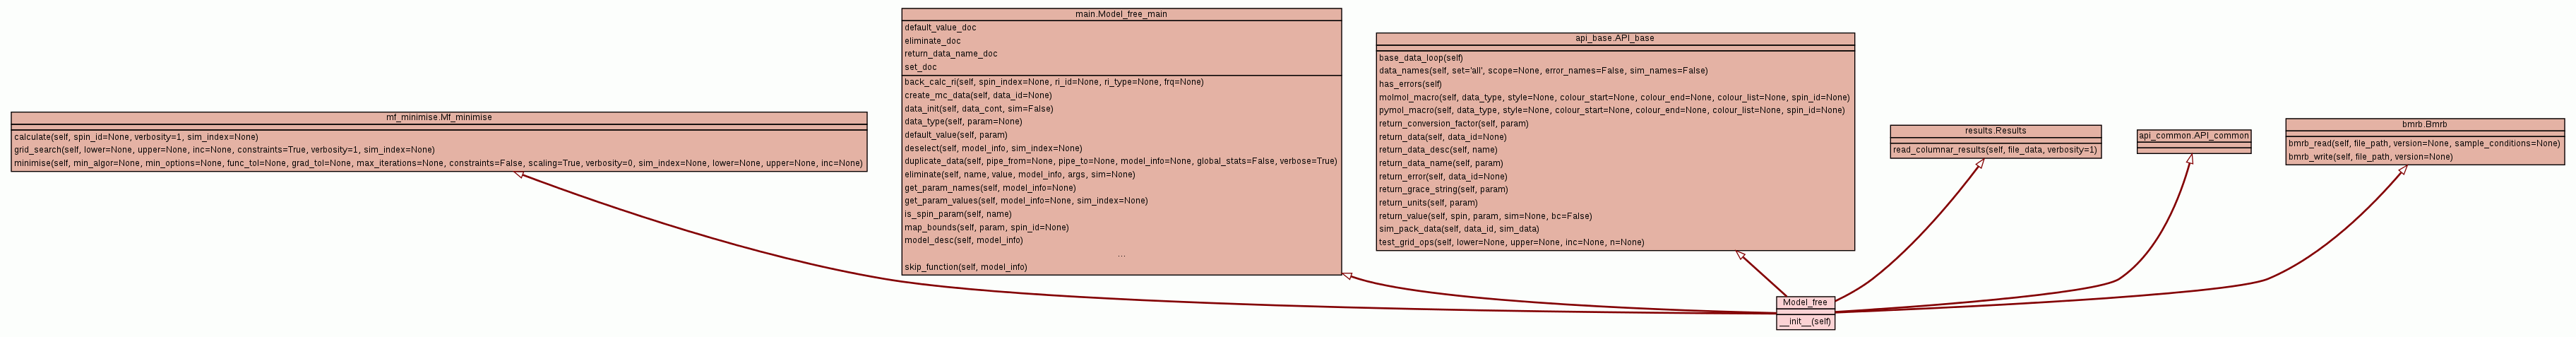 mf_minimise.Mf_minimise
calculate(self, spin_id=None, verbosity=1, sim_index=None)
grid_search(self, lower=None, upper=None, inc=None, constraints=True, verbosity=1, sim_index=None)
minimise(self, min_algor=None, min_options=None, func_tol=None, grad_tol=None, max_iterations=None, constraints=False, scaling=True, verbosity=0, sim_index=None, lower=None, upper=None, inc=None)
main.Model_free_main
default_value_doc
eliminate_doc
return_data_name_doc
set_doc
back_calc_ri(self, spin_index=None, ri_id=None, ri_type=None, frq=None)
create_mc_data(self, data_id=None)
data_init(self, data_cont, sim=False)
data_type(self, param=None)
default_value(self, param)
deselect(self, model_info, sim_index=None)
duplicate_data(self, pipe_from=None, pipe_to=None, model_info=None, global_stats=False, verbose=True)
eliminate(self, name, value, model_info, args, sim=None)
get_param_names(self, model_info=None)
get_param_values(self, model_info=None, sim_index=None)
is_spin_param(self, name)
map_bounds(self, param, spin_id=None)
model_desc(self, model_info)
...
skip_function(self, model_info)
api_base.API_base
base_data_loop(self)
data_names(self, set='all', scope=None, error_names=False, sim_names=False)
has_errors(self)
molmol_macro(self, data_type, style=None, colour_start=None, colour_end=None, colour_list=None, spin_id=None)
pymol_macro(self, data_type, style=None, colour_start=None, colour_end=None, colour_list=None, spin_id=None)
return_conversion_factor(self, param)
return_data(self, data_id=None)
return_data_desc(self, name)
return_data_name(self, param)
return_error(self, data_id=None)
return_grace_string(self, param)
return_units(self, param)
return_value(self, spin, param, sim=None, bc=False)
sim_pack_data(self, data_id, sim_data)
test_grid_ops(self, lower=None, upper=None, inc=None, n=None)
results.Results
read_columnar_results(self, file_data, verbosity=1)
api_common.API_common
bmrb.Bmrb
bmrb_read(self, file_path, version=None, sample_conditions=None)
bmrb_write(self, file_path, version=None)
Model_free
__init__(self)